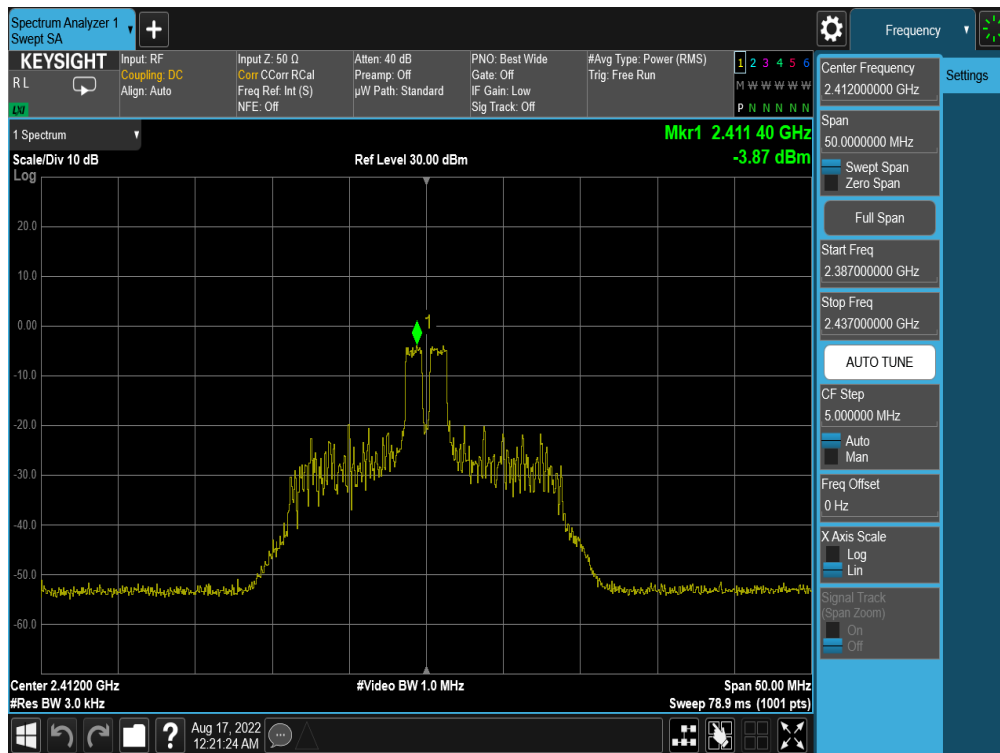 Spectrum Analyzer 1
Swept SA
Frequency
KEYSIGHT
R L
LXI
Input: RF
Coupling: DC
Align: Auto
Input Z: 50 Ω
Corr CCorr RCal
Freq Ref: Int (S)
NFE: Off
Atten: 40 dB
Preamp: Off
µW Path: Standard
PNO: Best Wide
Gate: Off
IF Gain: Low
Sig Track: Off
#Avg Type: Power (RMS)
Trig: Free Run
1 2 3 4 5 6
M W W W W W
P N N N N N
1 Spectrum
Scale/Div 10 dB
Log
Ref Level 30.00 dBm
Mkr1 2.411 40 GHz
-3.87 dBm
20.0
10.0
0.00
-10.0
-20.0
-30.0
-40.0
-50.0
-60.0
1
Center 2.41200 GHz
#Res BW 3.0 kHz
#Video BW 1.0 MHz
Span 50.00 MHz
Sweep 78.9 ms (1001 pts)
Center Frequency
2.412000000 GHz
Settings
Span
50.0000000 MHz
Swept Span
Zero Span
Full Span
Start Freq
2.387000000 GHz
Stop Freq
2.437000000 GHz
AUTO TUNE
CF Step
5.000000 MHz
Auto
Man
Freq Offset
0 Hz
X Axis Scale
Log
Lin
Signal Track
(Span Zoom)
On
Off
?
Aug 17, 2022
12:21:24 AM